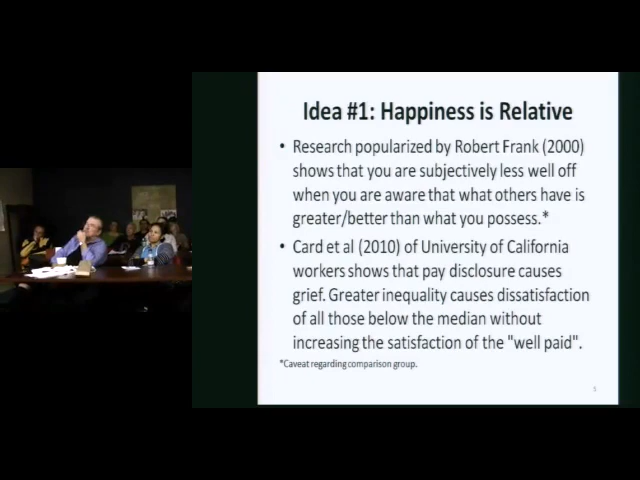 Idea #1: Happiness is Relative
• Research popularized by Robert Frank (2000)
shows that you are subjectively less well off
when you are aware that what others have is
greater/better than what you possess.*
• Card et al (2010) of University of California
workers shows that pay disclosure causes
grief. Greater inequality causes dissatisfaction
of all those below the median without
increasing the satisfaction of the "well paid".
*Caveat regarding comparison group.